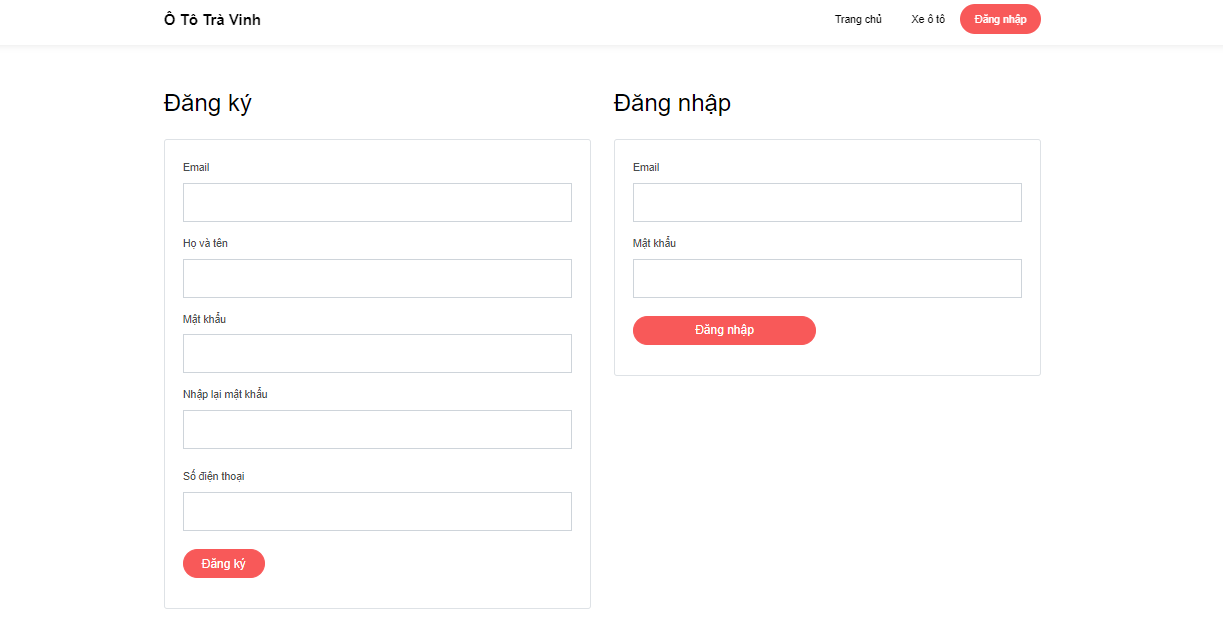 Ô Tô Trà Vinh
Trang chủ
Xe ô tô
Đăng nhập
Đăng ký
Email
Họ và tên
Mật khẩu
Nhập lại mật khẩu
Số điện thoại
Đăng ký
Đăng nhập
Email
Mật khẩu
Đăng nhập